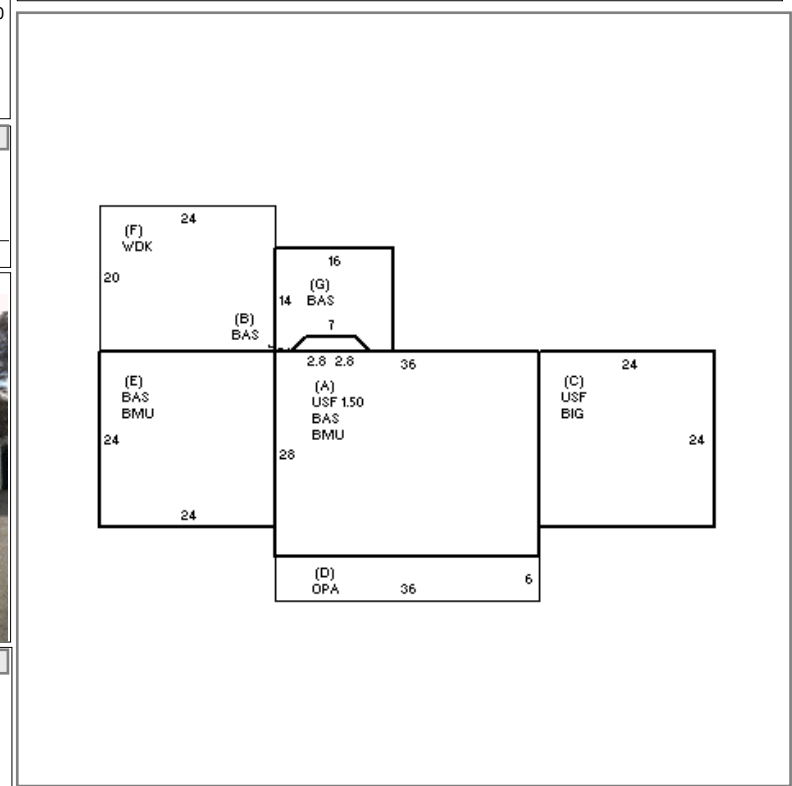 24
(F)
WDK
20
16
(G)
14 BAS
(B)
BAS
7
2.8 2.8
36
24
(E)
BAS
BMU
24
24
(A)
USF 1.50
BAS
BMU
28
(C)
USF
BIG
24
(D)
OPA
36
6